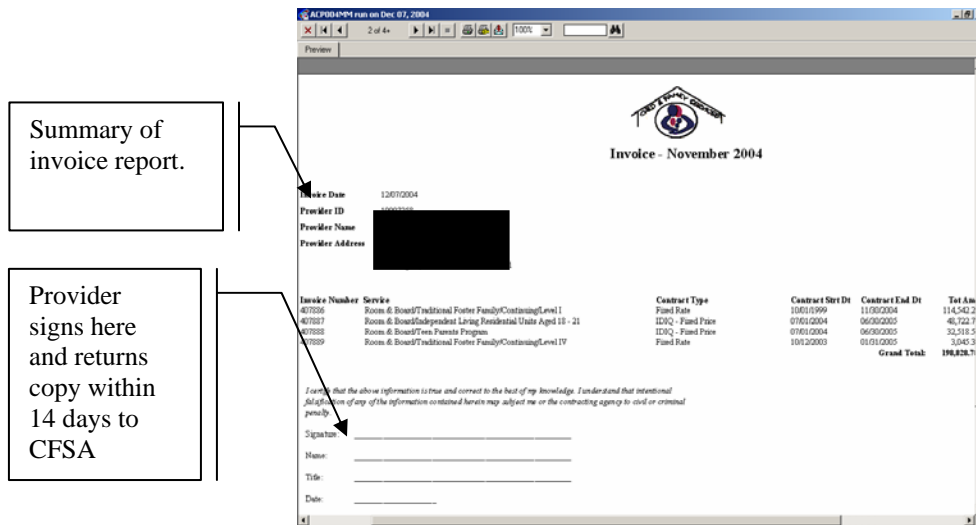 ACP004MM run on Dec 07, 2004
2 of 4+
100%
Preview
CHILD & FAMILY SERVICES
Invoice - November 2004
Summary of
invoice report.
Invoice Date 12/07/2004
Provider ID
Provider Name
Provider Address
Provider
signs here
and returns
copy within
14 days to
CFSA
Invoice Number Service Contract Type Contract Strt Dt Contract End Dt Tot Am
407886 Room & Board/Traditional Foster Family/Continuing/Level I Fixed Rate 10/01/1999 11/30/2004 114,542.2
407887 Room & Board/Independent Living Residential Units Aged 18 - 21 IDIQ - Fixed Price 07/01/2004 06/30/2005 48,722.7
407888 Room & Board/Teen Parents Program IDIQ - Fixed Price 07/01/2004 06/30/2005 32,518.5
407889 Room & Board/Traditional Foster Family/Continuing/Level IV Fixed Rate 10/12/2003 01/31/2005 3,045.3
Grand Total: 198,828.7
I certify that the above information is true and correct to the best of my knowledge. I understand that intentional
falsification of any of the information contained herein may subject me or the contracting agency to civil or criminal
penalty.
Signature:
Name:
Title:
Date: